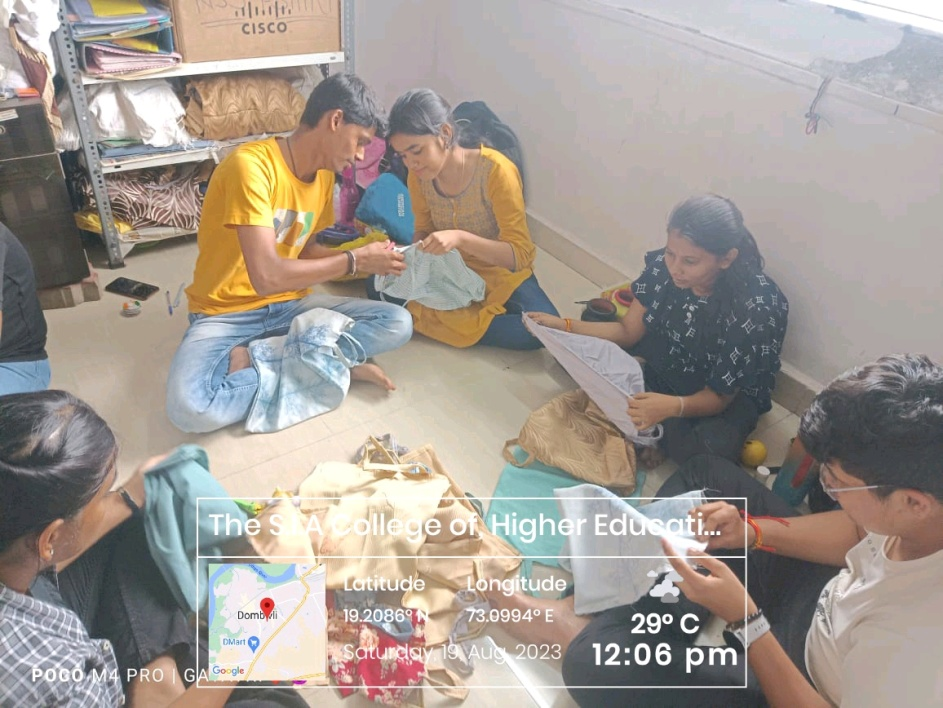 CISCO
The S.I.A College of Higher Educati...
Latitude Longitude
19.2086° N 73.0994° E
Saturday, 19, Aug, 2023
29° C
12:06 pm
Dombivli
DMart
Google
POCO M4 PRO |